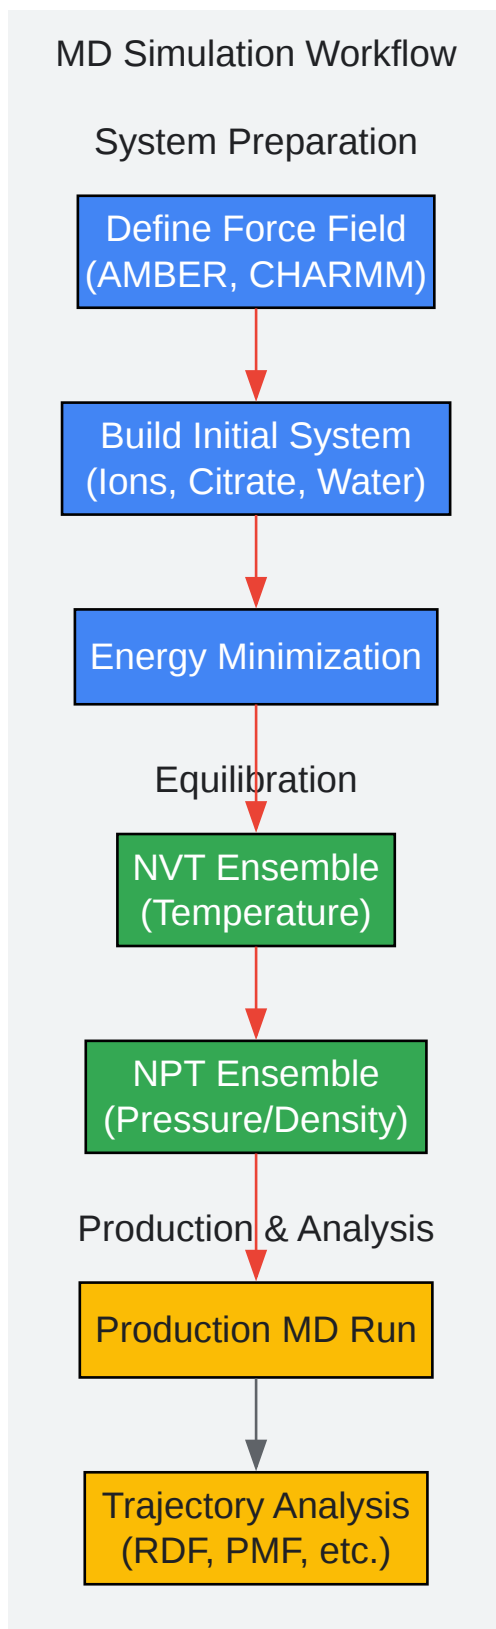 MD Simulation Workflow
System Preparation
Define Force Field
(AMBER, CHARMM)
Build Initial System
(Ions, Citrate, Water)
Energy Minimization
Equilibration
NVT Ensemble
(Temperature)
NPT Ensemble
(Pressure/Density)
Production & Analysis
Production MD Run
Trajectory Analysis
(RDF, PMF, etc.)